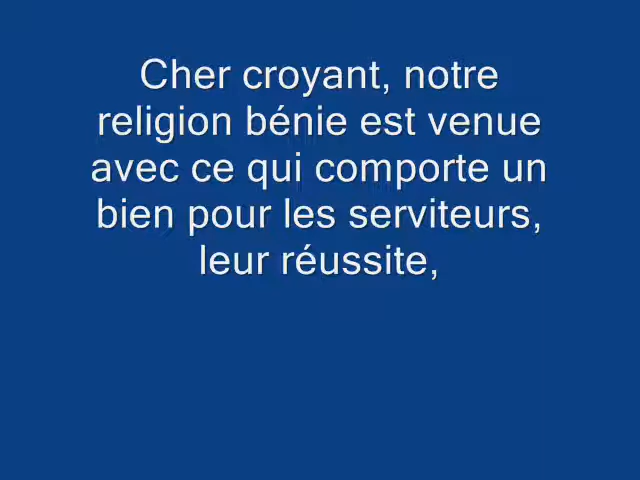 Cher croyant, notre
religion bénie est venue
avec ce qui comporte un
bien pour les serviteurs,
leur réussite,